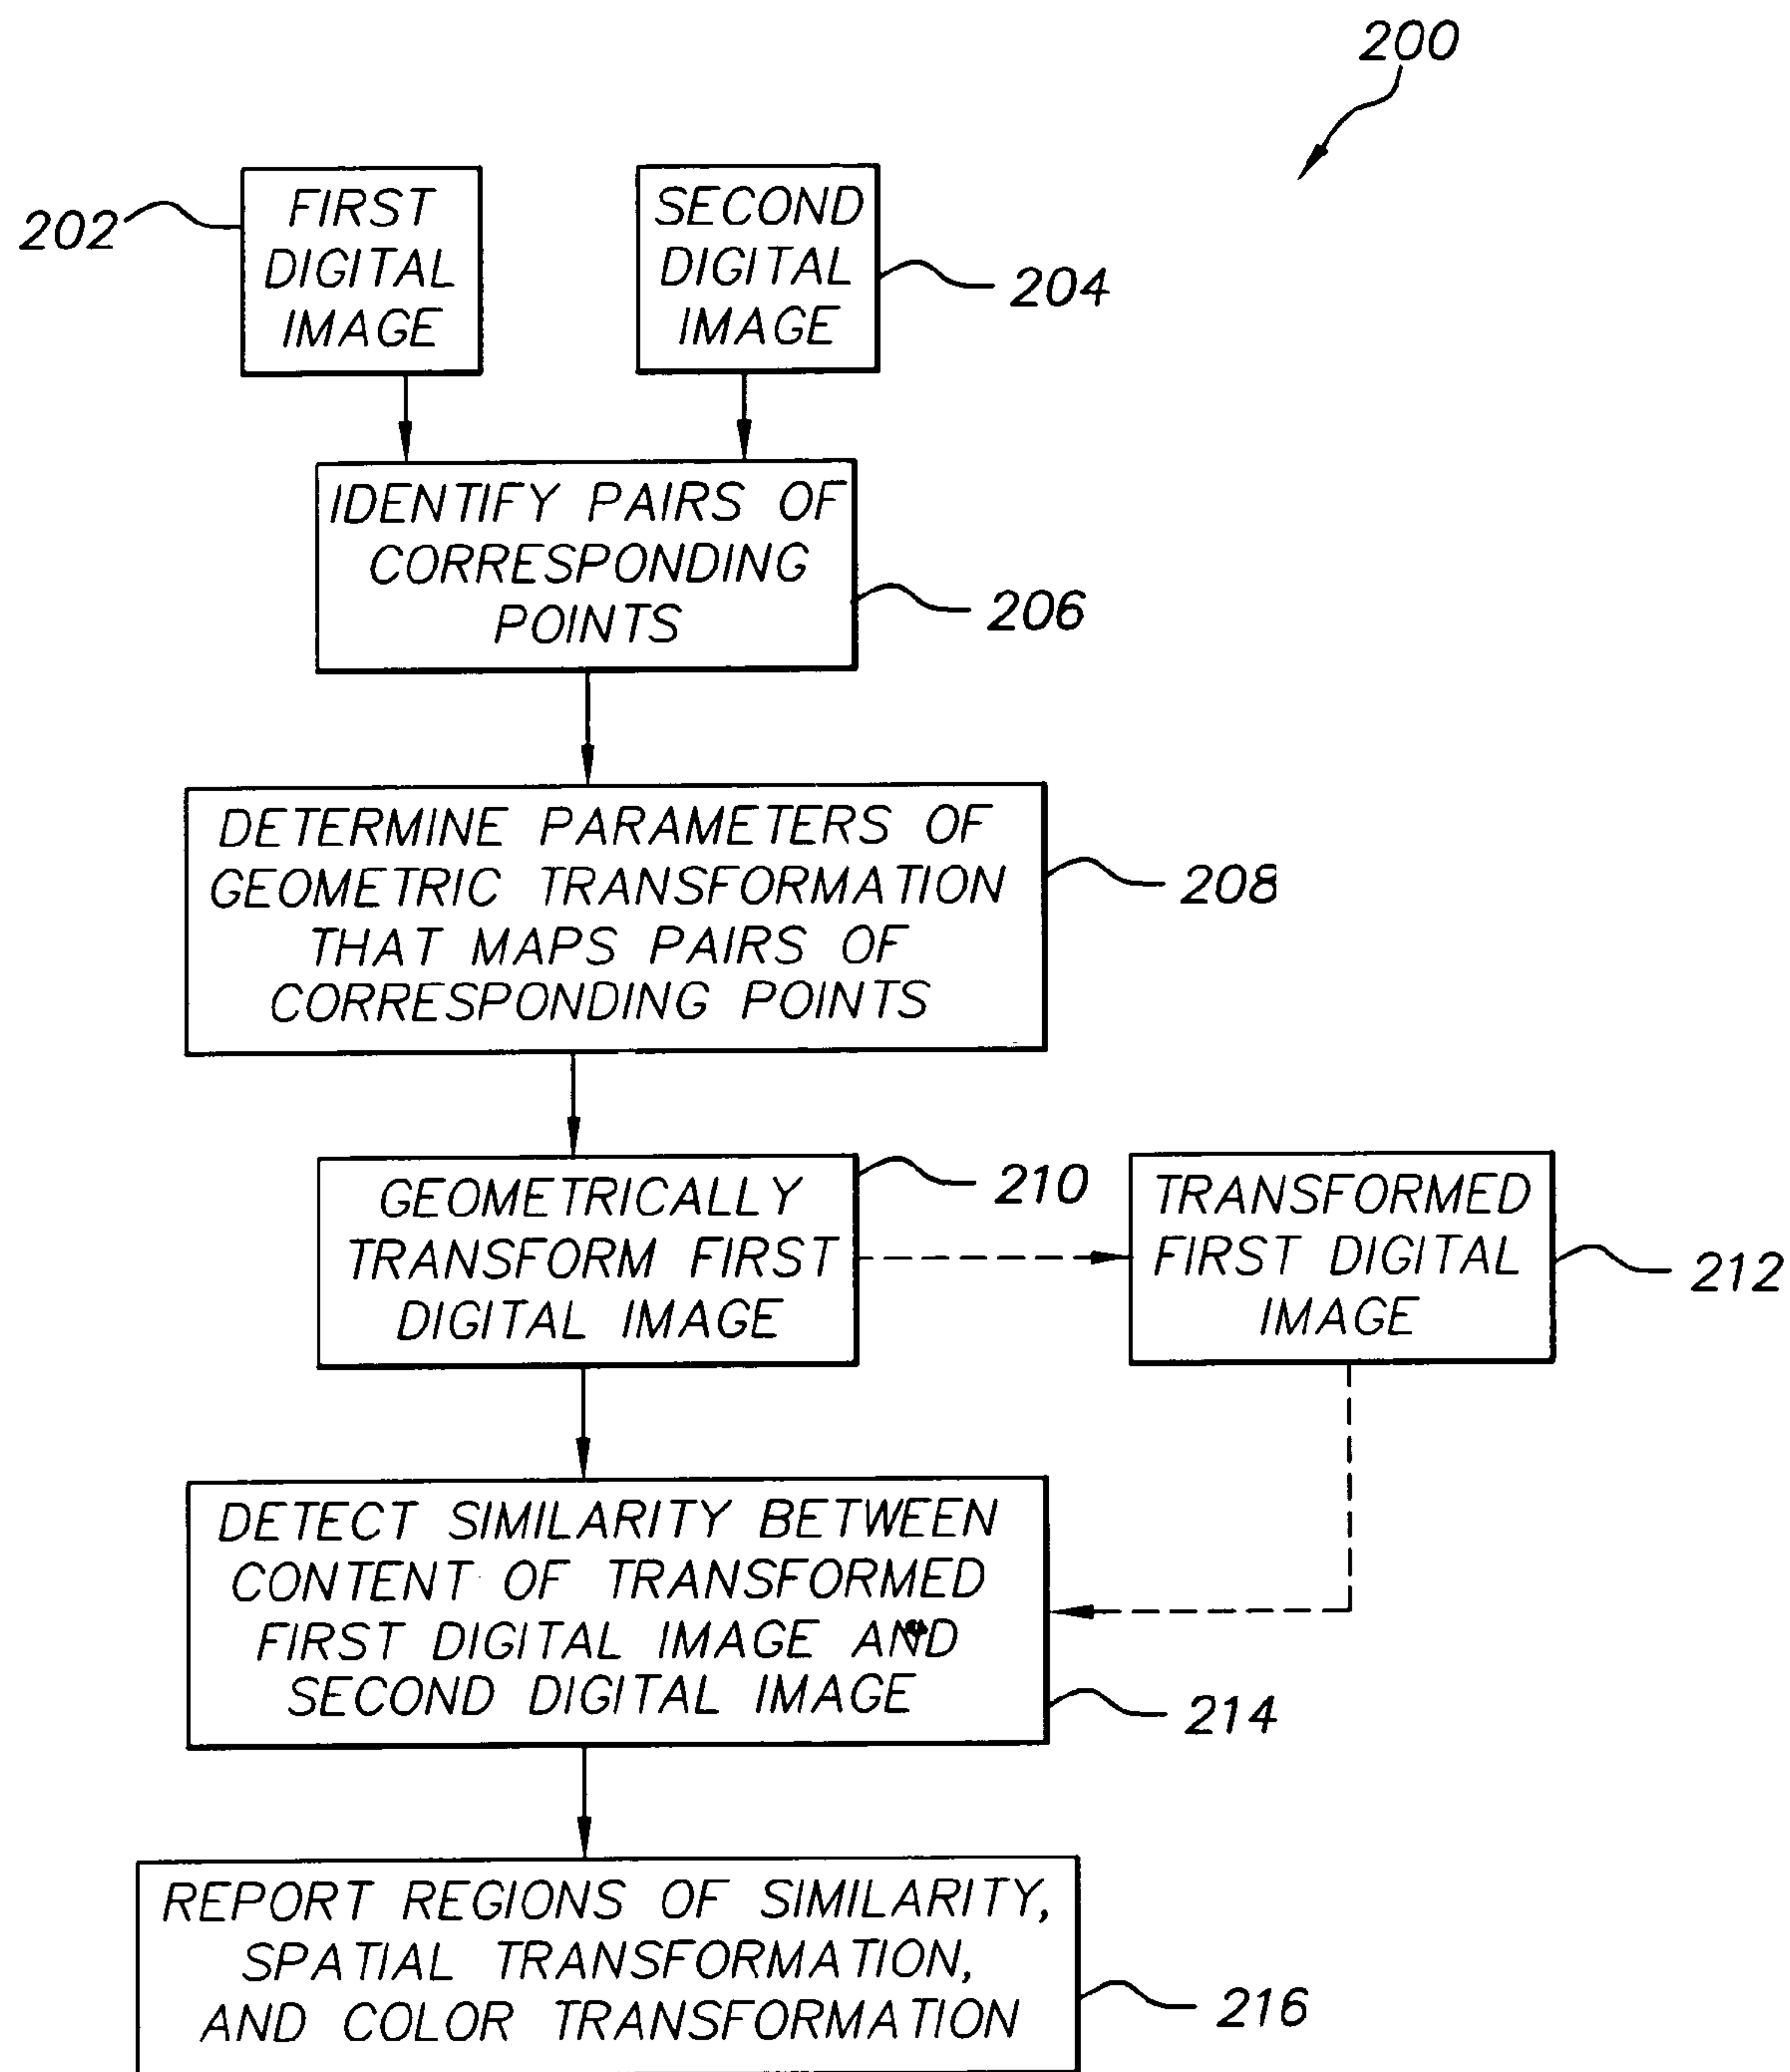 200
202
FIRST
DIGITAL
IMAGE
SECOND
DIGITAL
IMAGE
204
IDENTIFY PAIRS OF
CORRESPONDING
POINTS
206
DETERMINE PARAMETERS OF
GEOMETRIC TRANSFORMATION
THAT MAPS PAIRS OF
CORRESPONDING POINTS
208
GEOMETRICALLY
TRANSFORM FIRST
DIGITAL IMAGE
210
TRANSFORMED
FIRST DIGITAL
IMAGE
212
DETECT SIMILARITY BETWEEN
CONTENT OF TRANSFORMED
FIRST DIGITAL IMAGE AND
SECOND DIGITAL IMAGE
214
REPORT REGIONS OF SIMILARITY,
SPATIAL TRANSFORMATION,
AND COLOR TRANSFORMATION
216